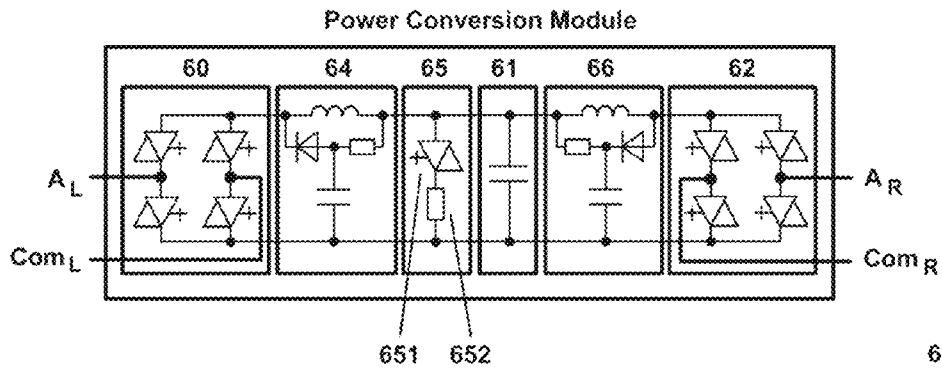 Power Conversion Module
60 64 65 61 66 62
A L A R
Com L Com R
651 652
6